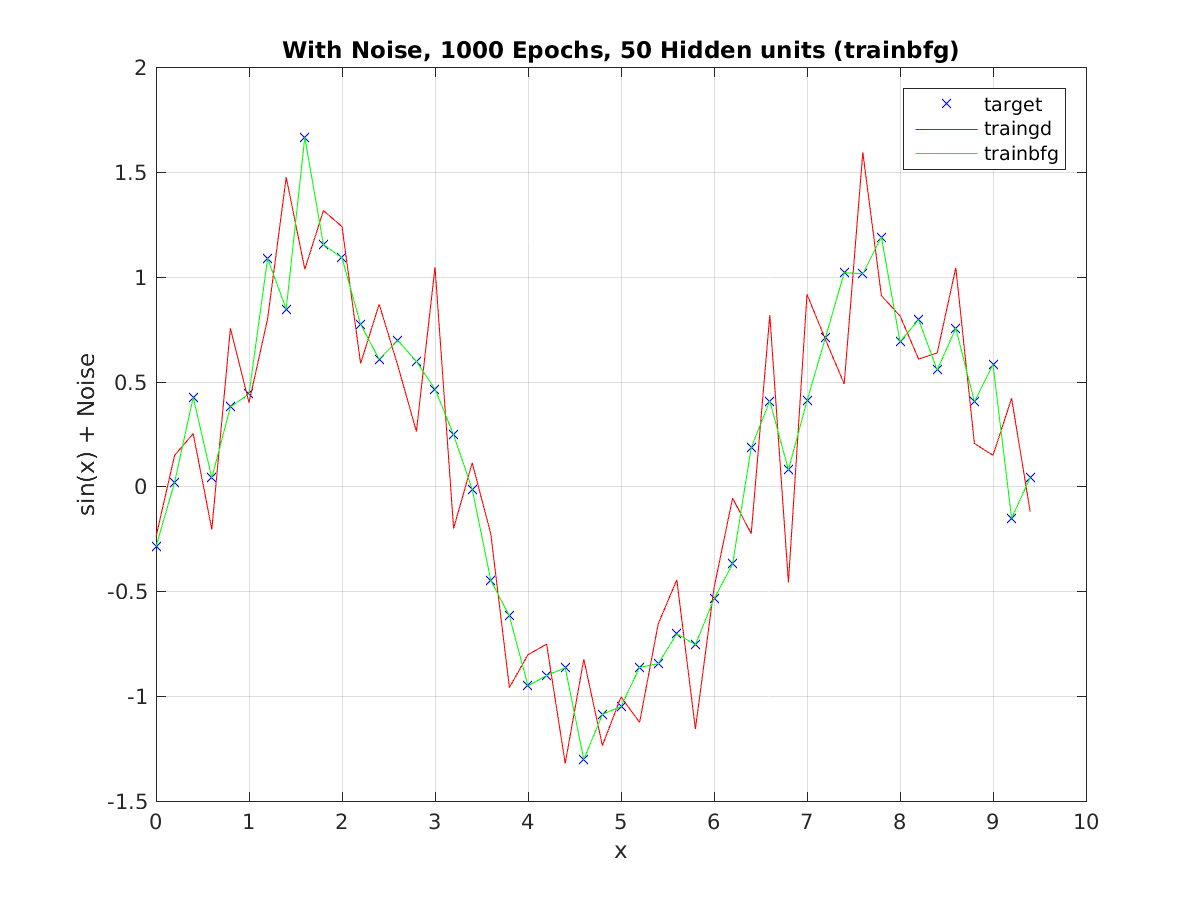 With Noise, 1000 Epochs, 50 Hidden units (trainbfg)
2
1.5
1
0.5
0
-0.5
-1
-1.5
sin(x) + Noise
target
traingd
trainbfg
0 1 2 3 4 5 6 7 8 9 10
x